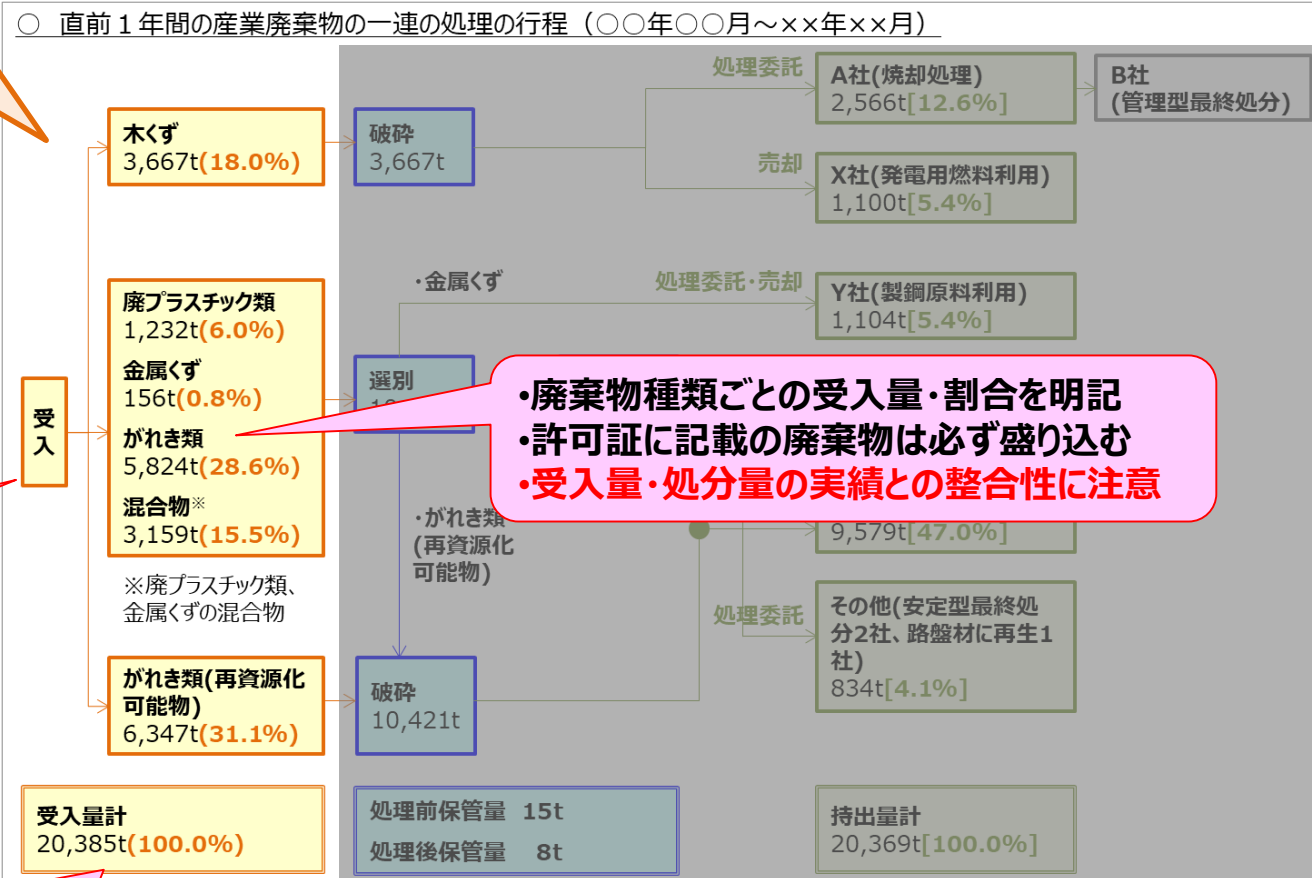 ○ 直前1年間の産業廃棄物の一連の処理の行程（○○年○○月～××年××月）
受
入
木くず
3,667t(18.0%)
廃プラスチック類
1,232t(6.0%)
金属くず
156t(0.8%)
がれき類
5,824t(28.6%)
混合物※
3,159t(15.5%)
※廃プラスチック類、
金属くずの混合物
がれき類(再資源化
可能物)
6,347t(31.1%)
受入量計
20,385t(100.0%)
破砕
3,667t
・金属くず
選別
・がれき類
(再資源化
可能物)
破砕
10,421t
処理前保管量 15t
処理後保管量 8t
処理委託
A社(焼却処理)
2,566t[12.6%]
B社
(管理型最終処分)
売却
X社(発電用燃料利用)
1,100t[5.4%]
処理委託・売却
Y社(製鋼原料利用)
1,104t[5.4%]
・廃棄物種類ごとの受入量・割合を明記
・許可証に記載の廃棄物は必ず盛り込む
・受入量・処分量の実績との整合性に注意
9,579t[47.0%]
処理委託
その他(安定型最終処
分2社、路盤材に再生1
社)
834t[4.1%]
持出量計
20,369t[100.0%]